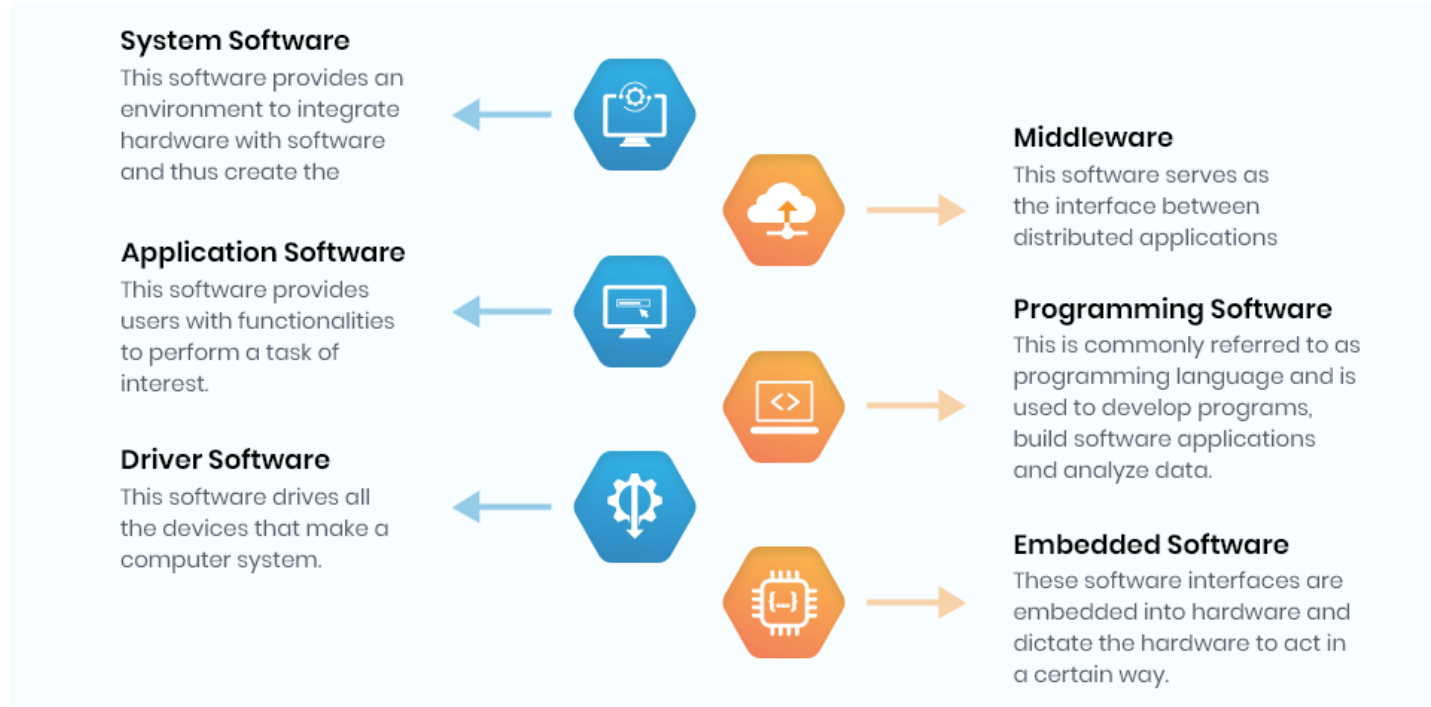 System Software
This software provides an
environment to integrate
hardware with software
and thus create the
Application Software
This software provides
users with functionalities
to perform a task of
interest.
Driver Software
This software drives all
the devices that make a
computer system.
Middleware
This software serves as
the interface between
distributed applications
Programming Software
This is commonly referred to as
programming language and is
used to develop programs,
build software applications
and analyze data.
Embedded Software
These software interfaces are
embedded into hardware and
dictate the hardware to act in
a certain way.